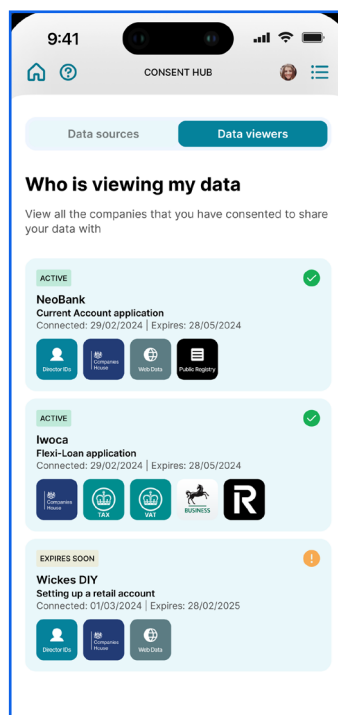 9:41
CONSENT HUB
Data sources
Data viewers
Who is viewing my data
View all the companies that you have consented to share
your data with
ACTIVE
NeoBank
Current Account application
Connected: 29/02/2024 | Expires: 28/05/2024
Director IDs
Companies
House
Web Data
Public Registry
ACTIVE
Iwoca
Flexi-Loan application
Connected: 29/02/2024 | Expires: 28/05/2024
Companies
House
TAX
VAT
BUSINESS
R
EXPIRES SOON
Wickes DIY
Setting up a retail account
Connected: 01/03/2024 | Expires: 28/02/2025
Director IDs
Companies
House
Web Data